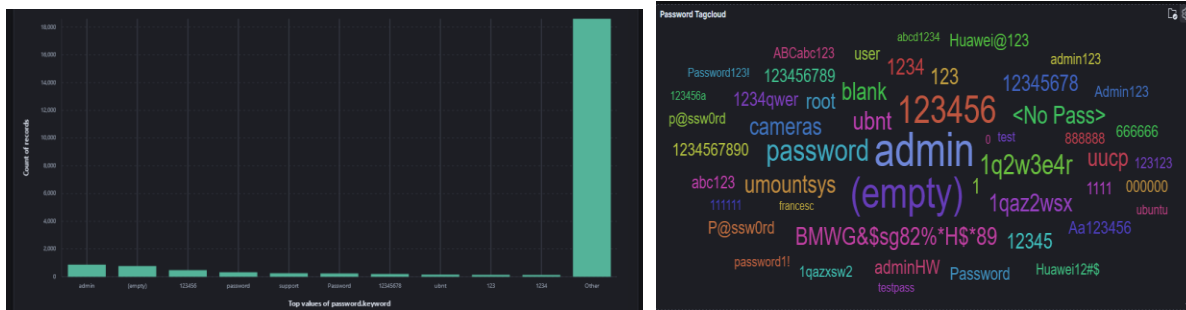 18,000
16,000
14,000
12,000
10,000
8,000
6,000
4,000
2,000
0
Count of records
admin (empty) 123456 password support Password 12345678 ubnt 123 1234 Other
Top values of password.keyword
Password Tagcloud
abcd1234 Huawei@123
ABCabc123 user
admin123
Password123! 123456789 1234 123 12345678 Admin123
123456a 1234qwer root blank 123456 <No Pass>
p@ssw0rd cameras ubnt 888888 666666
1234567890 password admin 0 test uucp 123123
1q2w3e4r
abc123 umountsys (empty) 1 1qaz2wsx 1111 000000
111111 francesc ubuntu
P@ssw0rd BMWG&$sg82%*H$*89 12345 Aa123456
password1! 1qazxsw2 adminHW Password Huawei12#$
testpass